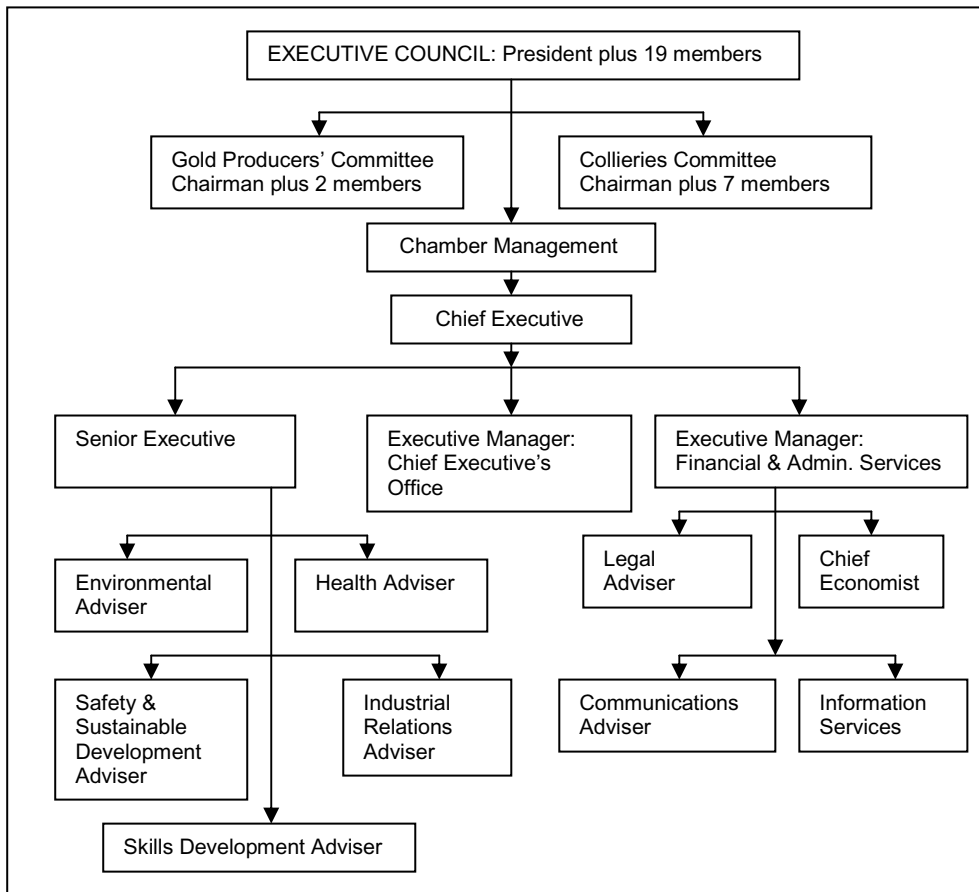 EXECUTIVE COUNCIL: President plus 19 members
Gold Producers’ Committee
Chairman plus 2 members
Collieries Committee
Chairman plus 7 members
Chamber Management
Chief Executive
Senior Executive
Executive Manager:
Chief Executive’s
Office
Executive Manager:
Financial & Admin. Services
Environmental
Adviser
Health Adviser
Legal
Adviser
Chief
Economist
Safety &
Sustainable
Development
Adviser
Industrial
Relations
Adviser
Communications
Adviser
Information
Services
Skills Development Adviser